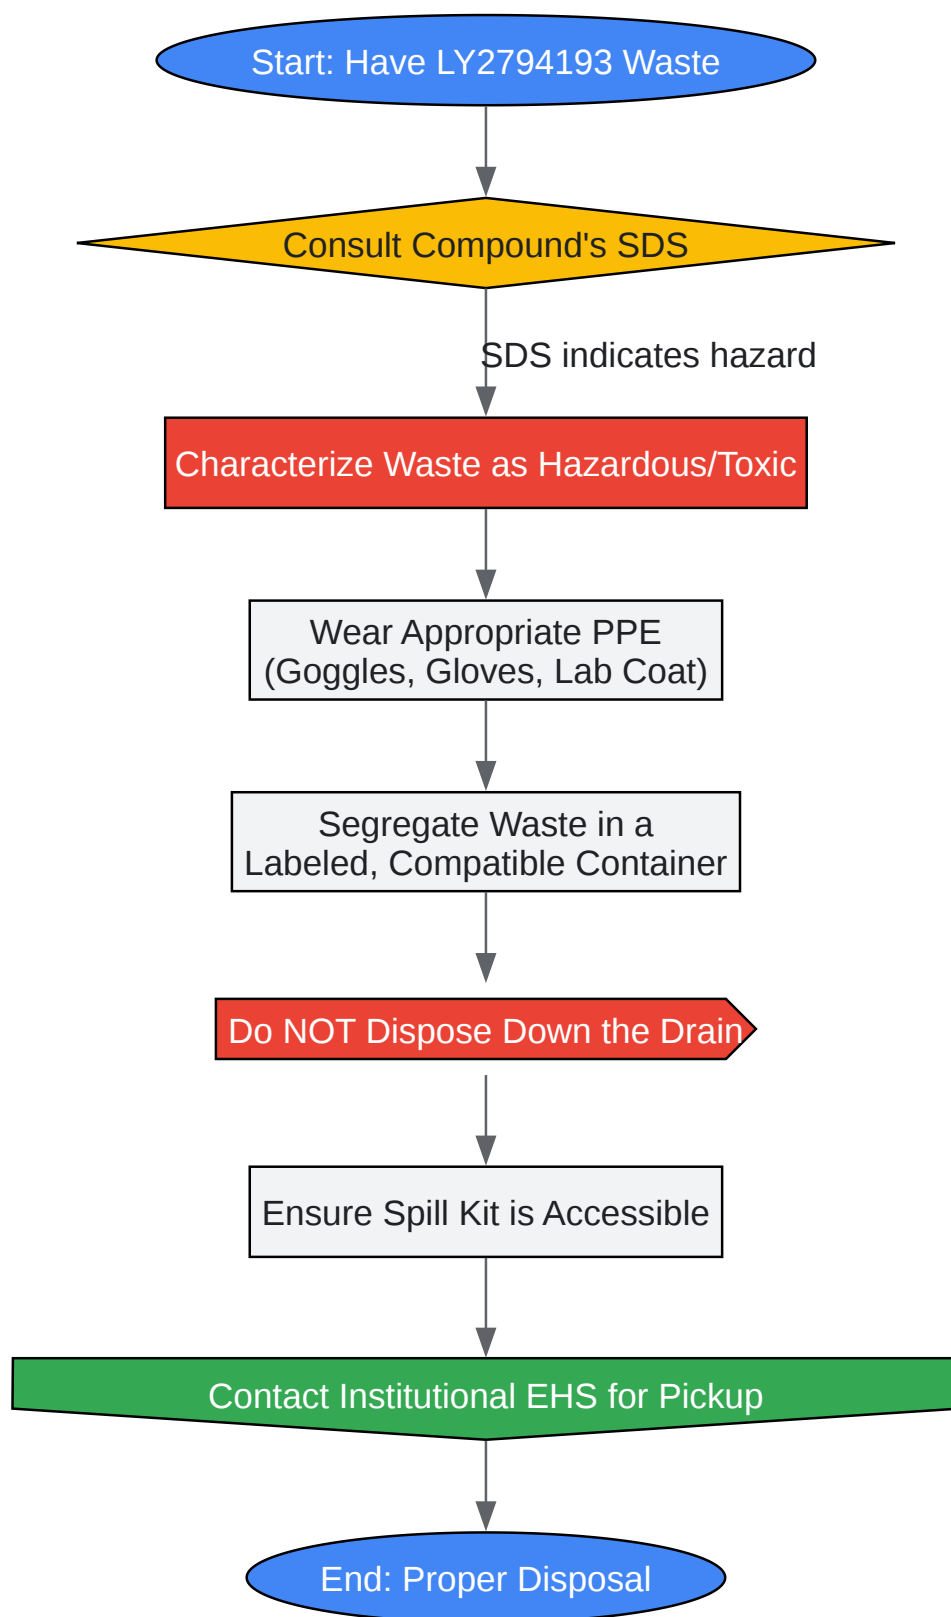 Start: Have LY2794193 Waste
Consult Compound's SDS
SDS indicates hazard
Characterize Waste as Hazardous/Toxic
Wear Appropriate PPE
(Goggles, Gloves, Lab Coat)
Segregate Waste in a
Labeled, Compatible Container
Do NOT Dispose Down the Drain
Ensure Spill Kit is Accessible
Contact Institutional EHS for Pickup
End: Proper Disposal